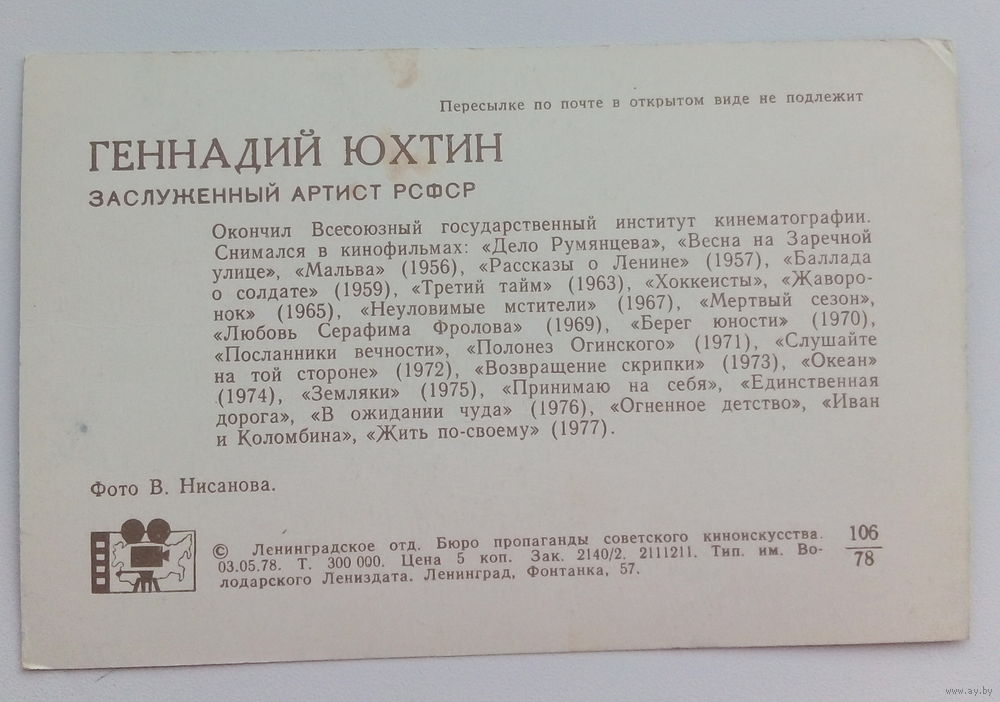 Пересылке по почте в открытом виде не подлежит
ГЕННАДИЙ ЮХТИН
ЗАСЛУЖЕННЫЙ АРТИСТ РСФСР
Окончил Всесоюзный государственный институт кинематографии.
Снимался в кинофильмах: «Дело Румянцева», «Весна на Заречной
улице», «Мальва» (1956), «Рассказы о Ленине» (1957), «Баллада
о солдате» (1959), «Третий тайм» (1963), «Хоккеисты», «Жаворо-
нок» (1965), «Неуловимые мстители» (1967), «Мертвый сезон»,
«Любовь Серафима Фролова» (1969), «Берег юности» (1970),
«Посланники вечности», «Полонез Огинского» (1971), «Слушайте
на той стороне» (1972), «Возвращение скрипки» (1973), «Океан»
(1974), «Земляки» (1975), «Принимаю на себя», «Единственная
дорога», «В ожидании чуда» (1976), «Огненное детство», «Иван
и Коломбина», «Жить по-своему» (1977).
Фото В. Нисанова.
© Ленинградское отд. Бюро пропаганды советского киноискусства.
03.05.78. Т. 300 000. Цена 5 коп. Зак. 2140/2. 2111211. Тип. им. Во-
лодарского Лениздата. Ленинград, Фонтанка, 57.
106
78
www.ay.by